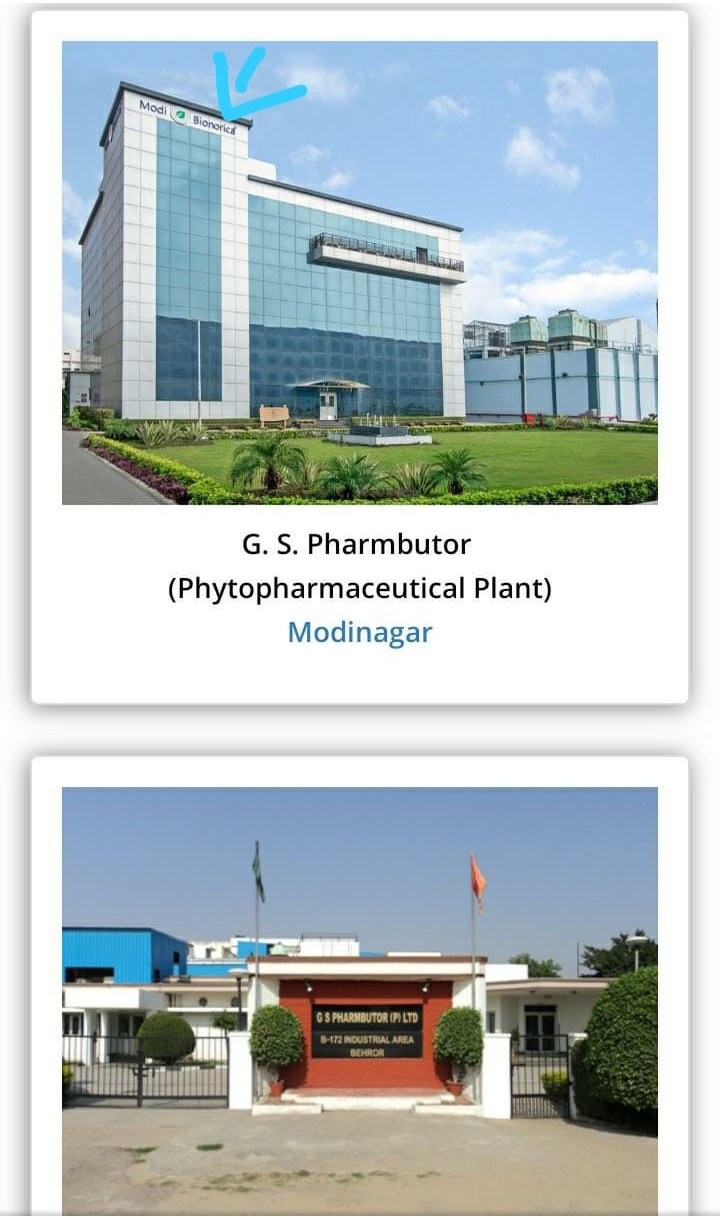 Modi Bionorica
G. S. Pharmbutor
(Phytopharmaceutical Plant)
Modinagar
G S PHARMBUTOR (P) LTD
B-172 INDUSTRIAL AREA
BEHROR